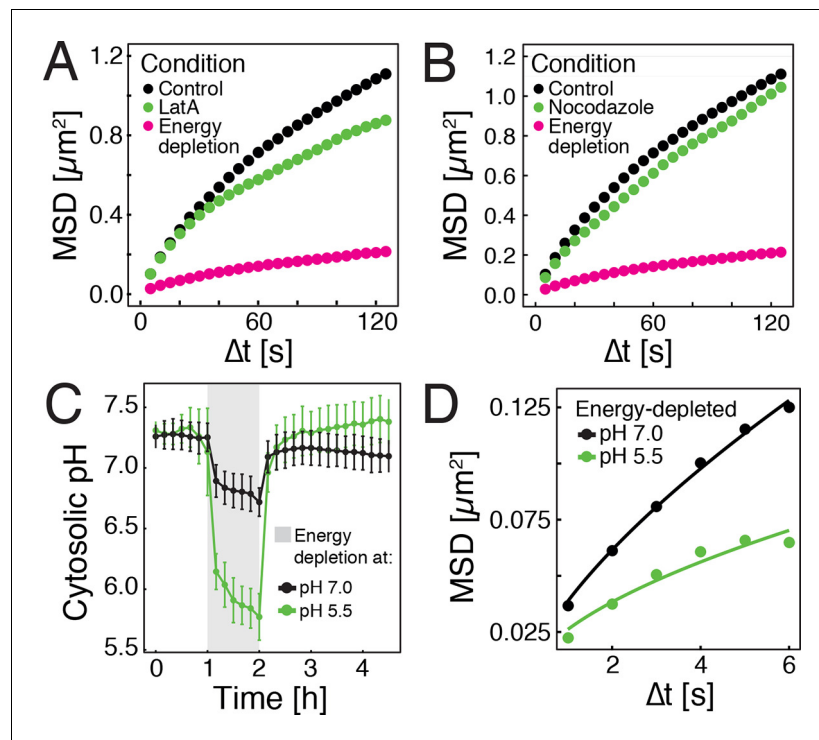 A
Condition
Control
LatA
Energy
depletion
MSD [µm²]
1.2
0.8
0.4
0.0
0
60
120
Δt [s]
B
Condition
Control
Nocodazole
Energy
depletion
MSD [µm²]
1.2
1.2
1.0
0.8
0.6
0.4
0.2
0.0
0
60
120
Δt [s]
C
Cytosolic pH
7.5
7.0
6.5
6.0
5.5
Energy
depletion at:
pH 7.0
pH 5.5
0
1
2
3
4
Time [h]
D
Energy-depleted
pH 7.0
pH 5.5
MSD [µm²]
0.125
0.075
0.025
2
4
6
Δt [s]